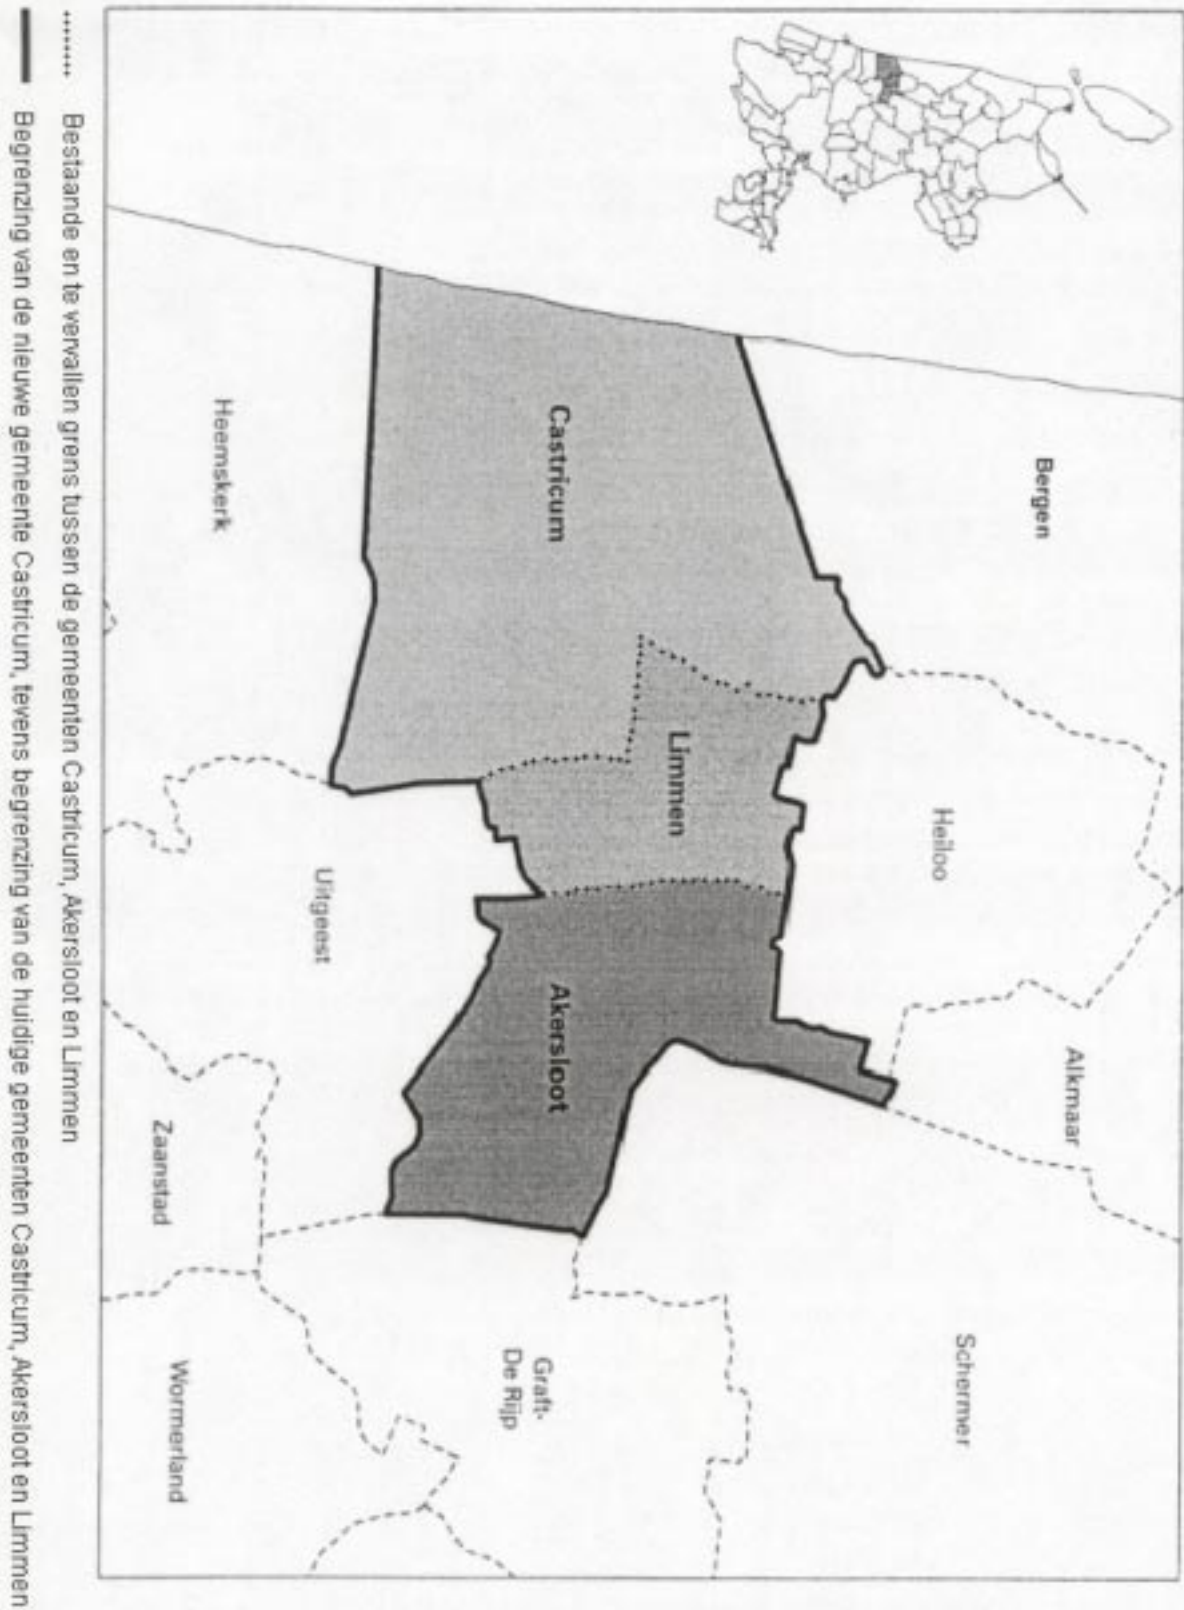 Bergen
Heiloo
Alkmaar
Schermer
Castricum
Limmen
Akersloot
Graft-
De Rijp
Heemskerk
Uitgeest
Zaanstad
Wormerland
Bestaande en te vervallen grens tussen de gemeenten Castricum, Akersloot en Limmen
Begrenzing van de nieuwe gemeente Castricum, tevens begrenzing van de huidige gemeenten Castricum, Akersloot en Limmen